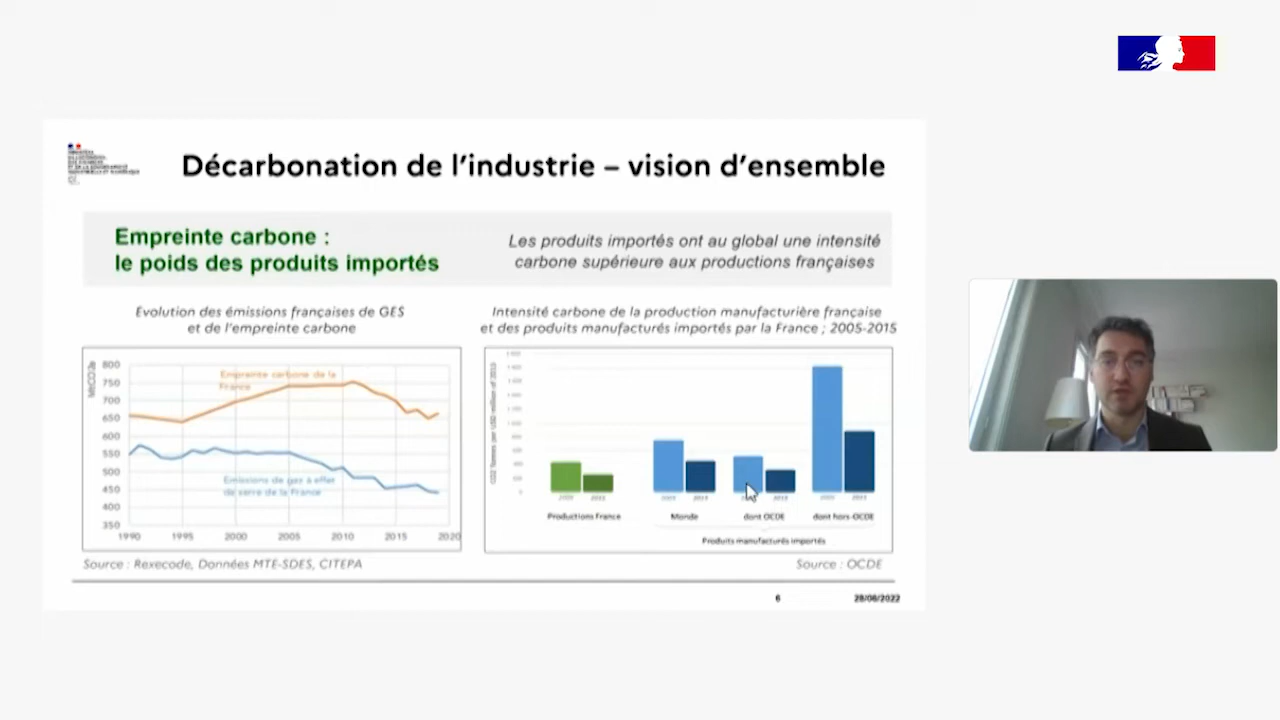 Décarbonation de l'industrie – vision d'ensemble
Empreinte carbone :
le poids des produits importés
Les produits importés ont au global une intensité
carbone supérieure aux productions françaises
Evolution des émissions françaises de GES
et de l'empreinte carbone
Intensité carbone de la production manufacturière française
et des produits manufacturés importés par la France ; 2005-2015
800
750
700
650
600
550
500
450
400
350
Empreinte carbone de la
France
Emissions de gaz à effet
de serre de la France
1990 1995 2000 2005 2010 2015 2020
Productions France
Monde
dont OCDE
dont hors-OCDE
Produits manufacturés importés
Source : Rexecode, Données MTE-SDES, CITEPA
Source : OCDE
6
28/06/2022